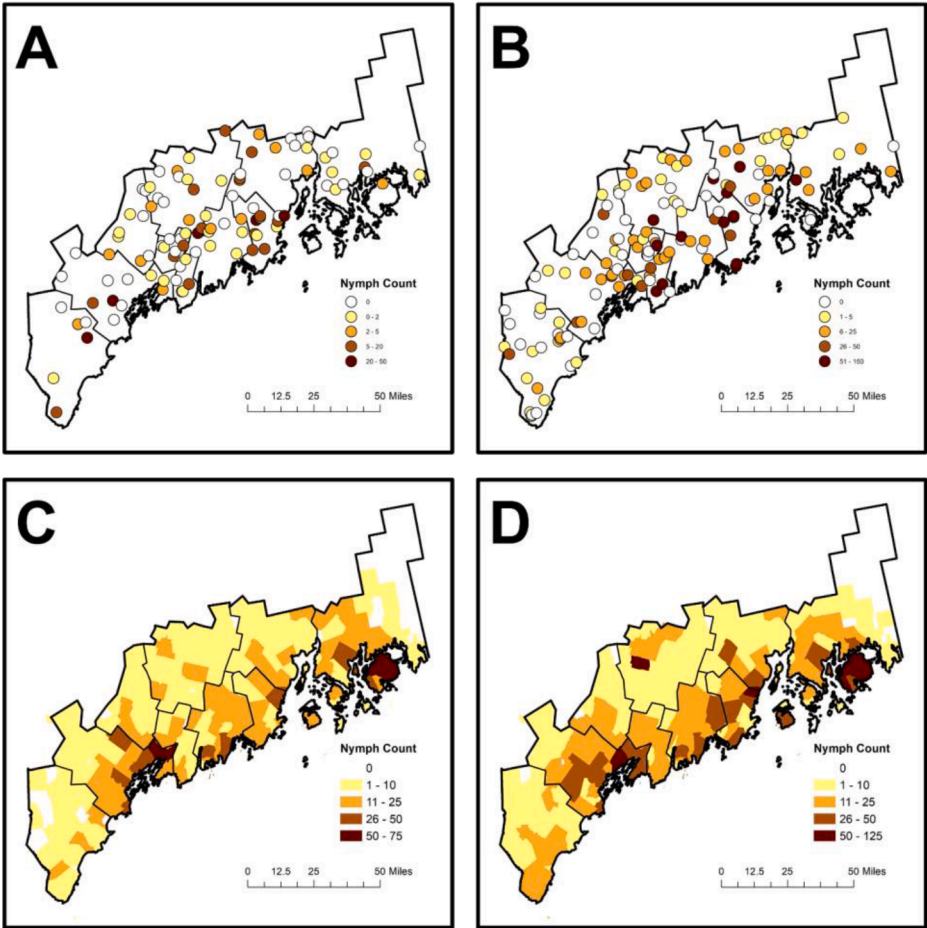 A
Nymph Count
0
0 - 2
2 - 5
5 - 20
20 - 50
0 12.5 25 50 Miles
B
Nymph Count
0
1 - 5
6 - 25
26 - 50
51 - 150
0 12.5 25 50 Miles
C
Nymph Count
0
1 - 10
11 - 25
26 - 50
50 - 75
0 12.5 25 50 Miles
D
Nymph Count
0
1 - 10
11 - 25
26 - 50
50 - 125
0 12.5 25 50 Miles